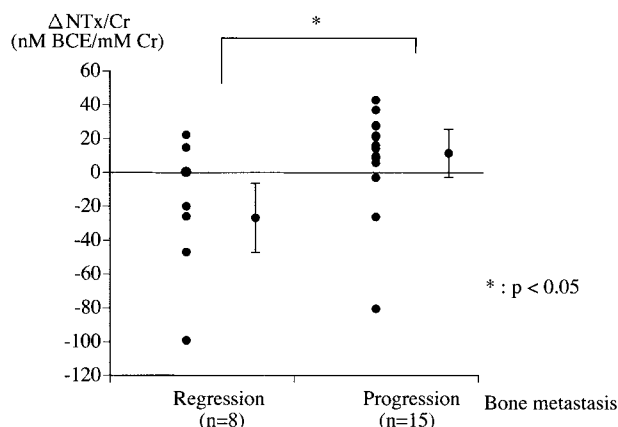 △NTx/Cr
(nM BCE/mM Cr)
*
60
40
20
0
-20
-40
-60
-80
-100
-120
* : p < 0.05
Regression
(n=8)
Progression
(n=15)
Bone metastasis